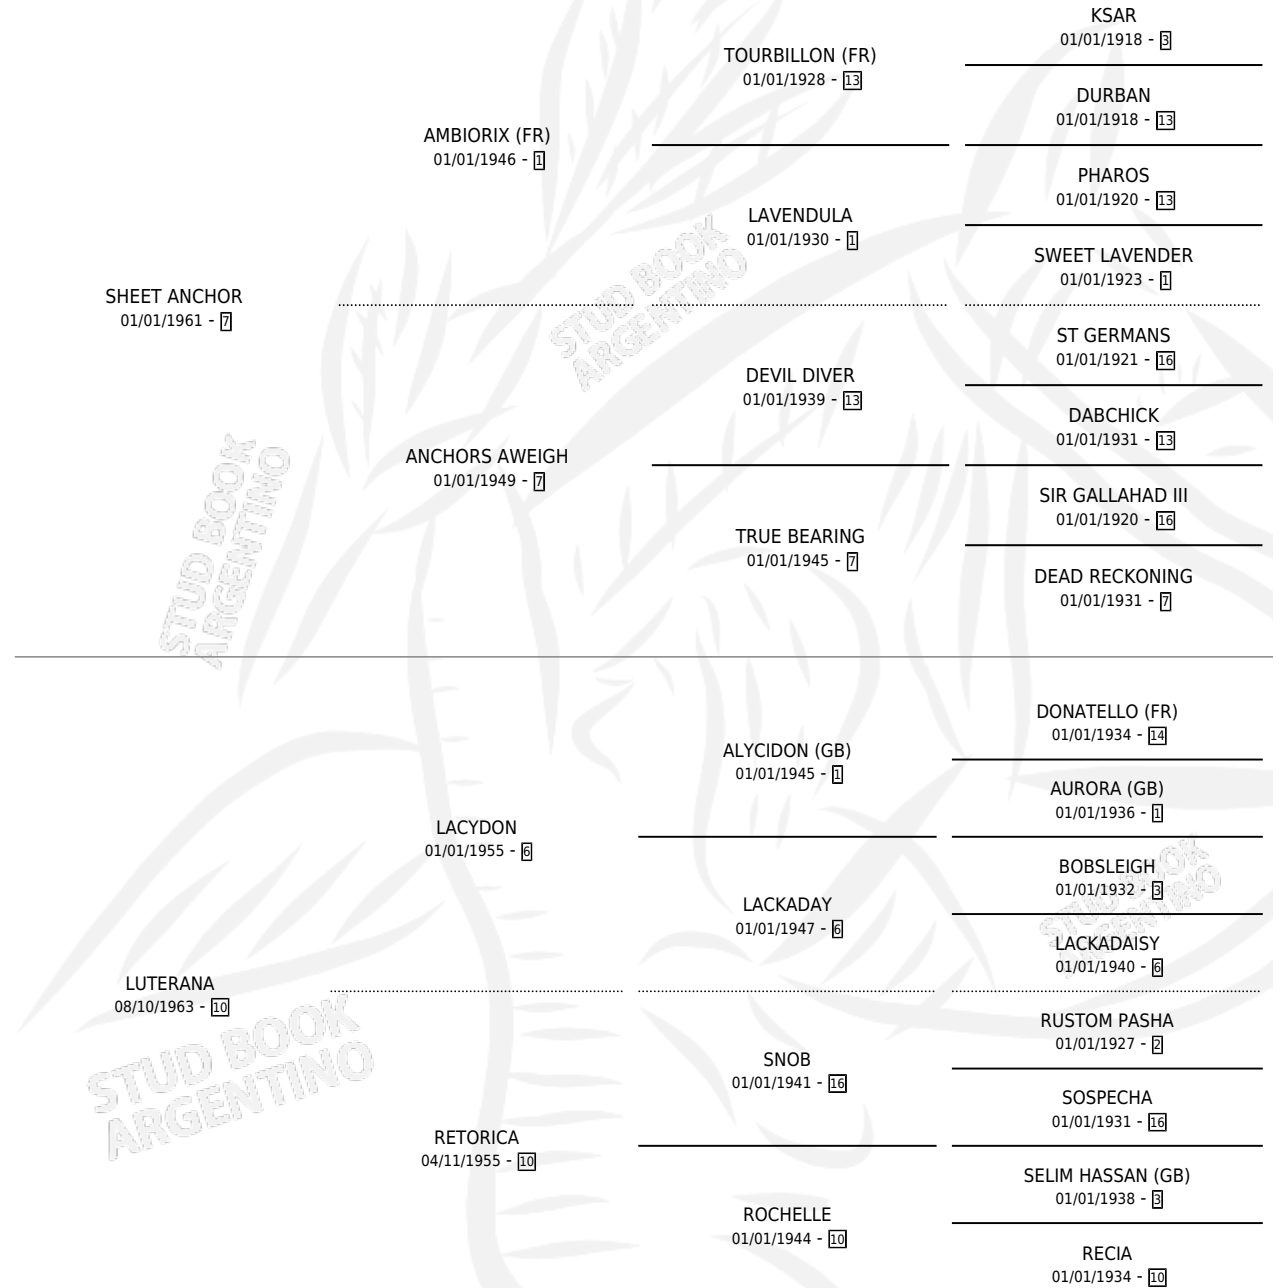 KSAR
01/01/1918 - 3
TOURBILLON (FR)
01/01/1928 - 13
DURBAN
01/01/1918 - 13
AMBIORIX (FR)
01/01/1946 - 1
PHAROS
01/01/1920 - 13
LAVENDULA
01/01/1930 - 1
SWEET LAVENDER
01/01/1923 - 1
SHEET ANCHOR
01/01/1961 - 7
ST GERMANS
01/01/1921 - 16
DEVIL DIVER
01/01/1939 - 13
DABCHICK
01/01/1931 - 13
ANCHORS AWEIGH
01/01/1949 - 7
SIR GALLAHAD III
01/01/1920 - 16
TRUE BEARING
01/01/1945 - 7
DEAD RECKONING
01/01/1931 - 7
DONATELLO (FR)
01/01/1934 - 14
ALYCIDON (GB)
01/01/1945 - 1
AURORA (GB)
01/01/1936 - 1
LACYDON
01/01/1955 - 6
BOBSLEIGH
01/01/1932 - 3
LACKADAY
01/01/1947 - 6
LACKADAISY
01/01/1940 - 6
LUTERANA
08/10/1963 - 10
RUSTOM PASHA
01/01/1927 - 2
SNOB
01/01/1941 - 16
SOSPECHA
01/01/1931 - 16
RETORICA
04/11/1955 - 10
SELIM HASSAN (GB)
01/01/1938 - 3
ROCHELLE
01/01/1944 - 10
RECIA
01/01/1934 - 10
STUD BOOK
ARGENTINO
STUD BOOK
ARGENTINO
STUD BOOK
ARGENTINO
STUD BOOK
ARGENTINO